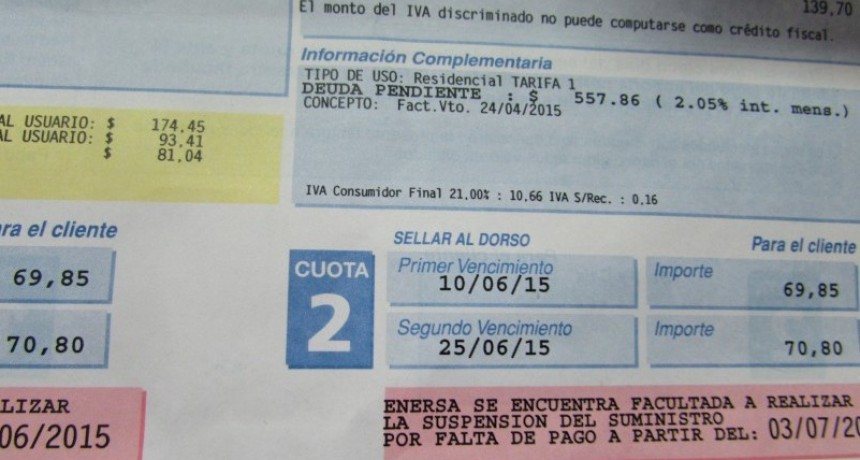 139,70
El monto del IVA discriminado no puede computarse como crédito fiscal.
Información Complementaria
TIPO DE USO: Residencial TARIFA 1
DEUDA PENDIENTE : $ 557.86 ( 2.05% int. mens.)
CONCEPTO: Fact.Vto. 24/04/2015
IVA Consumidor Final 21,00% : 10,66 IVA S/Rec. : 0,16
AL USUARIO: $ 174.45
AL USUARIO: $ 93.41
$ 81.04
ra el cliente
69,85
70,80
LIZAR
06/2015
SELLAR AL DORSO
Para el cliente
CUOTA
2
Primer Vencimiento
10/06/15
Importe
69,85
Segundo Vencimiento
25/06/15
Importe
70,80
ENERSA SE ENCUENTRA FACULTADA A REALIZAR
LA SUSPENSION DEL SUMINISTRO
POR FALTA DE PAGO A PARTIR DEL: 03/07/20